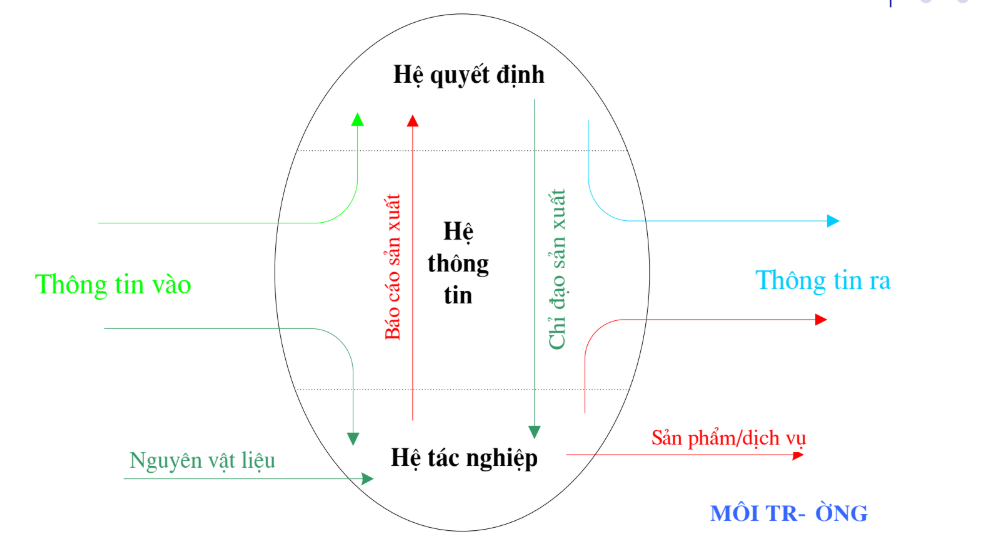 Hệ quyết định
Báo cáo sản xuất
Hệ
thông
tin
Chỉ đạo sản xuất
Thông tin vào
Thông tin ra
Sản phẩm/dịch vụ
Hệ tác nghiệp
Nguyên vật liệu
MÔI TR- ỜNG